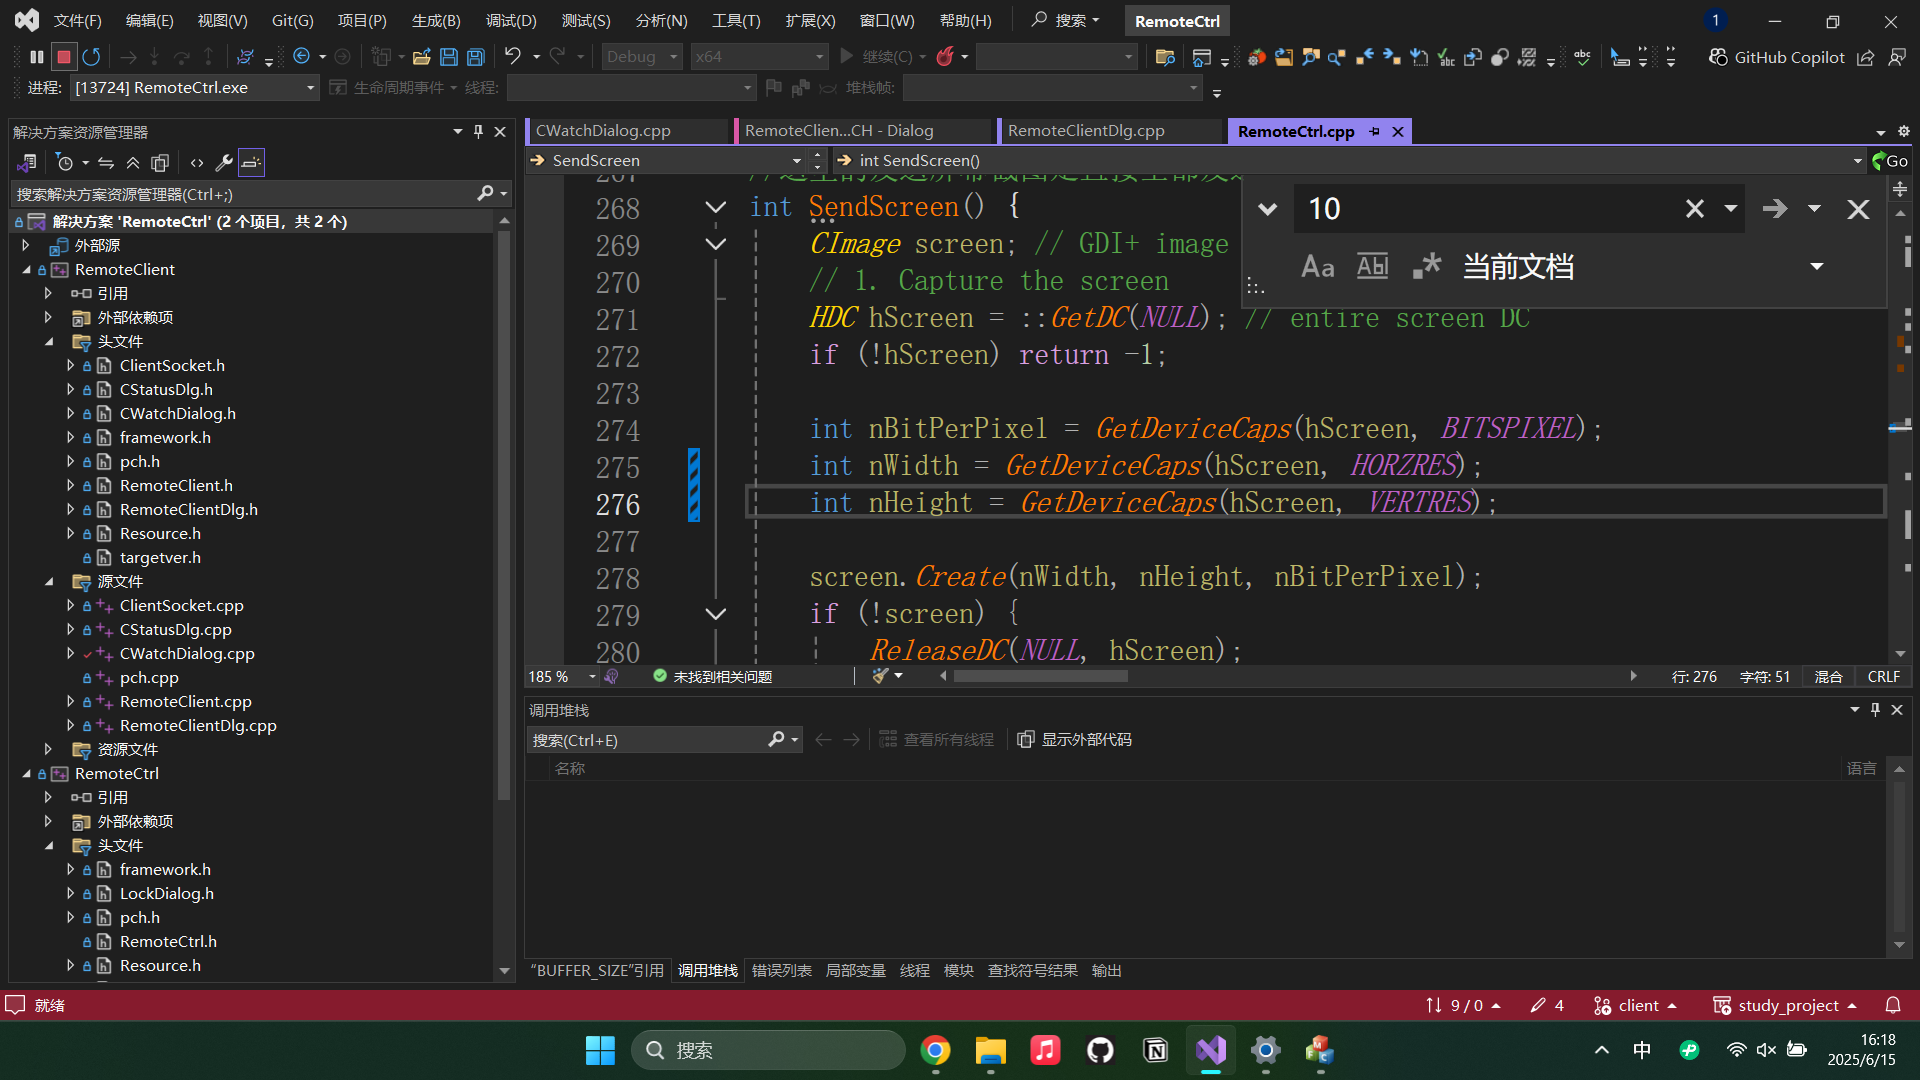 文件(F) 编辑(E) 视图(V) Git(G) 项目(P) 生成(B) 调试(D) 测试(S) 分析(N) 工具(T) 扩展(X) 窗口(W) 帮助(H) 搜索 RemoteCtrl 1
Debug x64 继续(C) GitHub Copilot
进程: [13724] RemoteCtrl.exe 生命周期事件 线程: 堆栈帧:
解决方案资源管理器
搜索解决方案资源管理器(Ctrl+;)
解决方案 'RemoteCtrl' (2 个项目，共 2 个)
外部源
RemoteClient
引用
外部依赖项
头文件
ClientSocket.h
CStatusDlg.h
CWatchDialog.h
framework.h
pch.h
RemoteClient.h
RemoteClientDlg.h
Resource.h
targetver.h
源文件
ClientSocket.cpp
CStatusDlg.cpp
CWatchDialog.cpp
pch.cpp
RemoteClient.cpp
RemoteClientDlg.cpp
资源文件
RemoteCtrl
引用
外部依赖项
头文件
framework.h
LockDialog.h
pch.h
RemoteCtrl.h
Resource.h
CWatchDialog.cpp RemoteClien...CH - Dialog RemoteClientDlg.cpp RemoteCtrl.cpp
SendScreen int SendScreen() Go
10
Aa Abl 当前文档
268 int SendScreen() {
269 CImage screen; // GDI+ image
270 // 1. Capture the screen
271 HDC hScreen = ::GetDC(NULL); // entire screen DC
272 if (!hScreen) return -1;
273
274 int nBitPerPixel = GetDeviceCaps(hScreen, BITSPIXEL);
275 int nWidth = GetDeviceCaps(hScreen, HORZRES);
276 int nHeight = GetDeviceCaps(hScreen, VERTRES);
277
278 screen.Create(nWidth, nHeight, nBitPerPixel);
279 if (!screen) {
280 ReleaseDC(NULL, hScreen);
185 % 未找到相关问题 行: 276 字符: 51 混合 CRLF
调用堆栈
搜索(Ctrl+E) 查看所有线程 显示外部代码
名称 语言
"BUFFER_SIZE"引用 调用堆栈 错误列表 局部变量 线程 模块 查找符号结果 输出
就绪 9 / 0 4 client study_project
搜索 中 16:18
2025/6/15